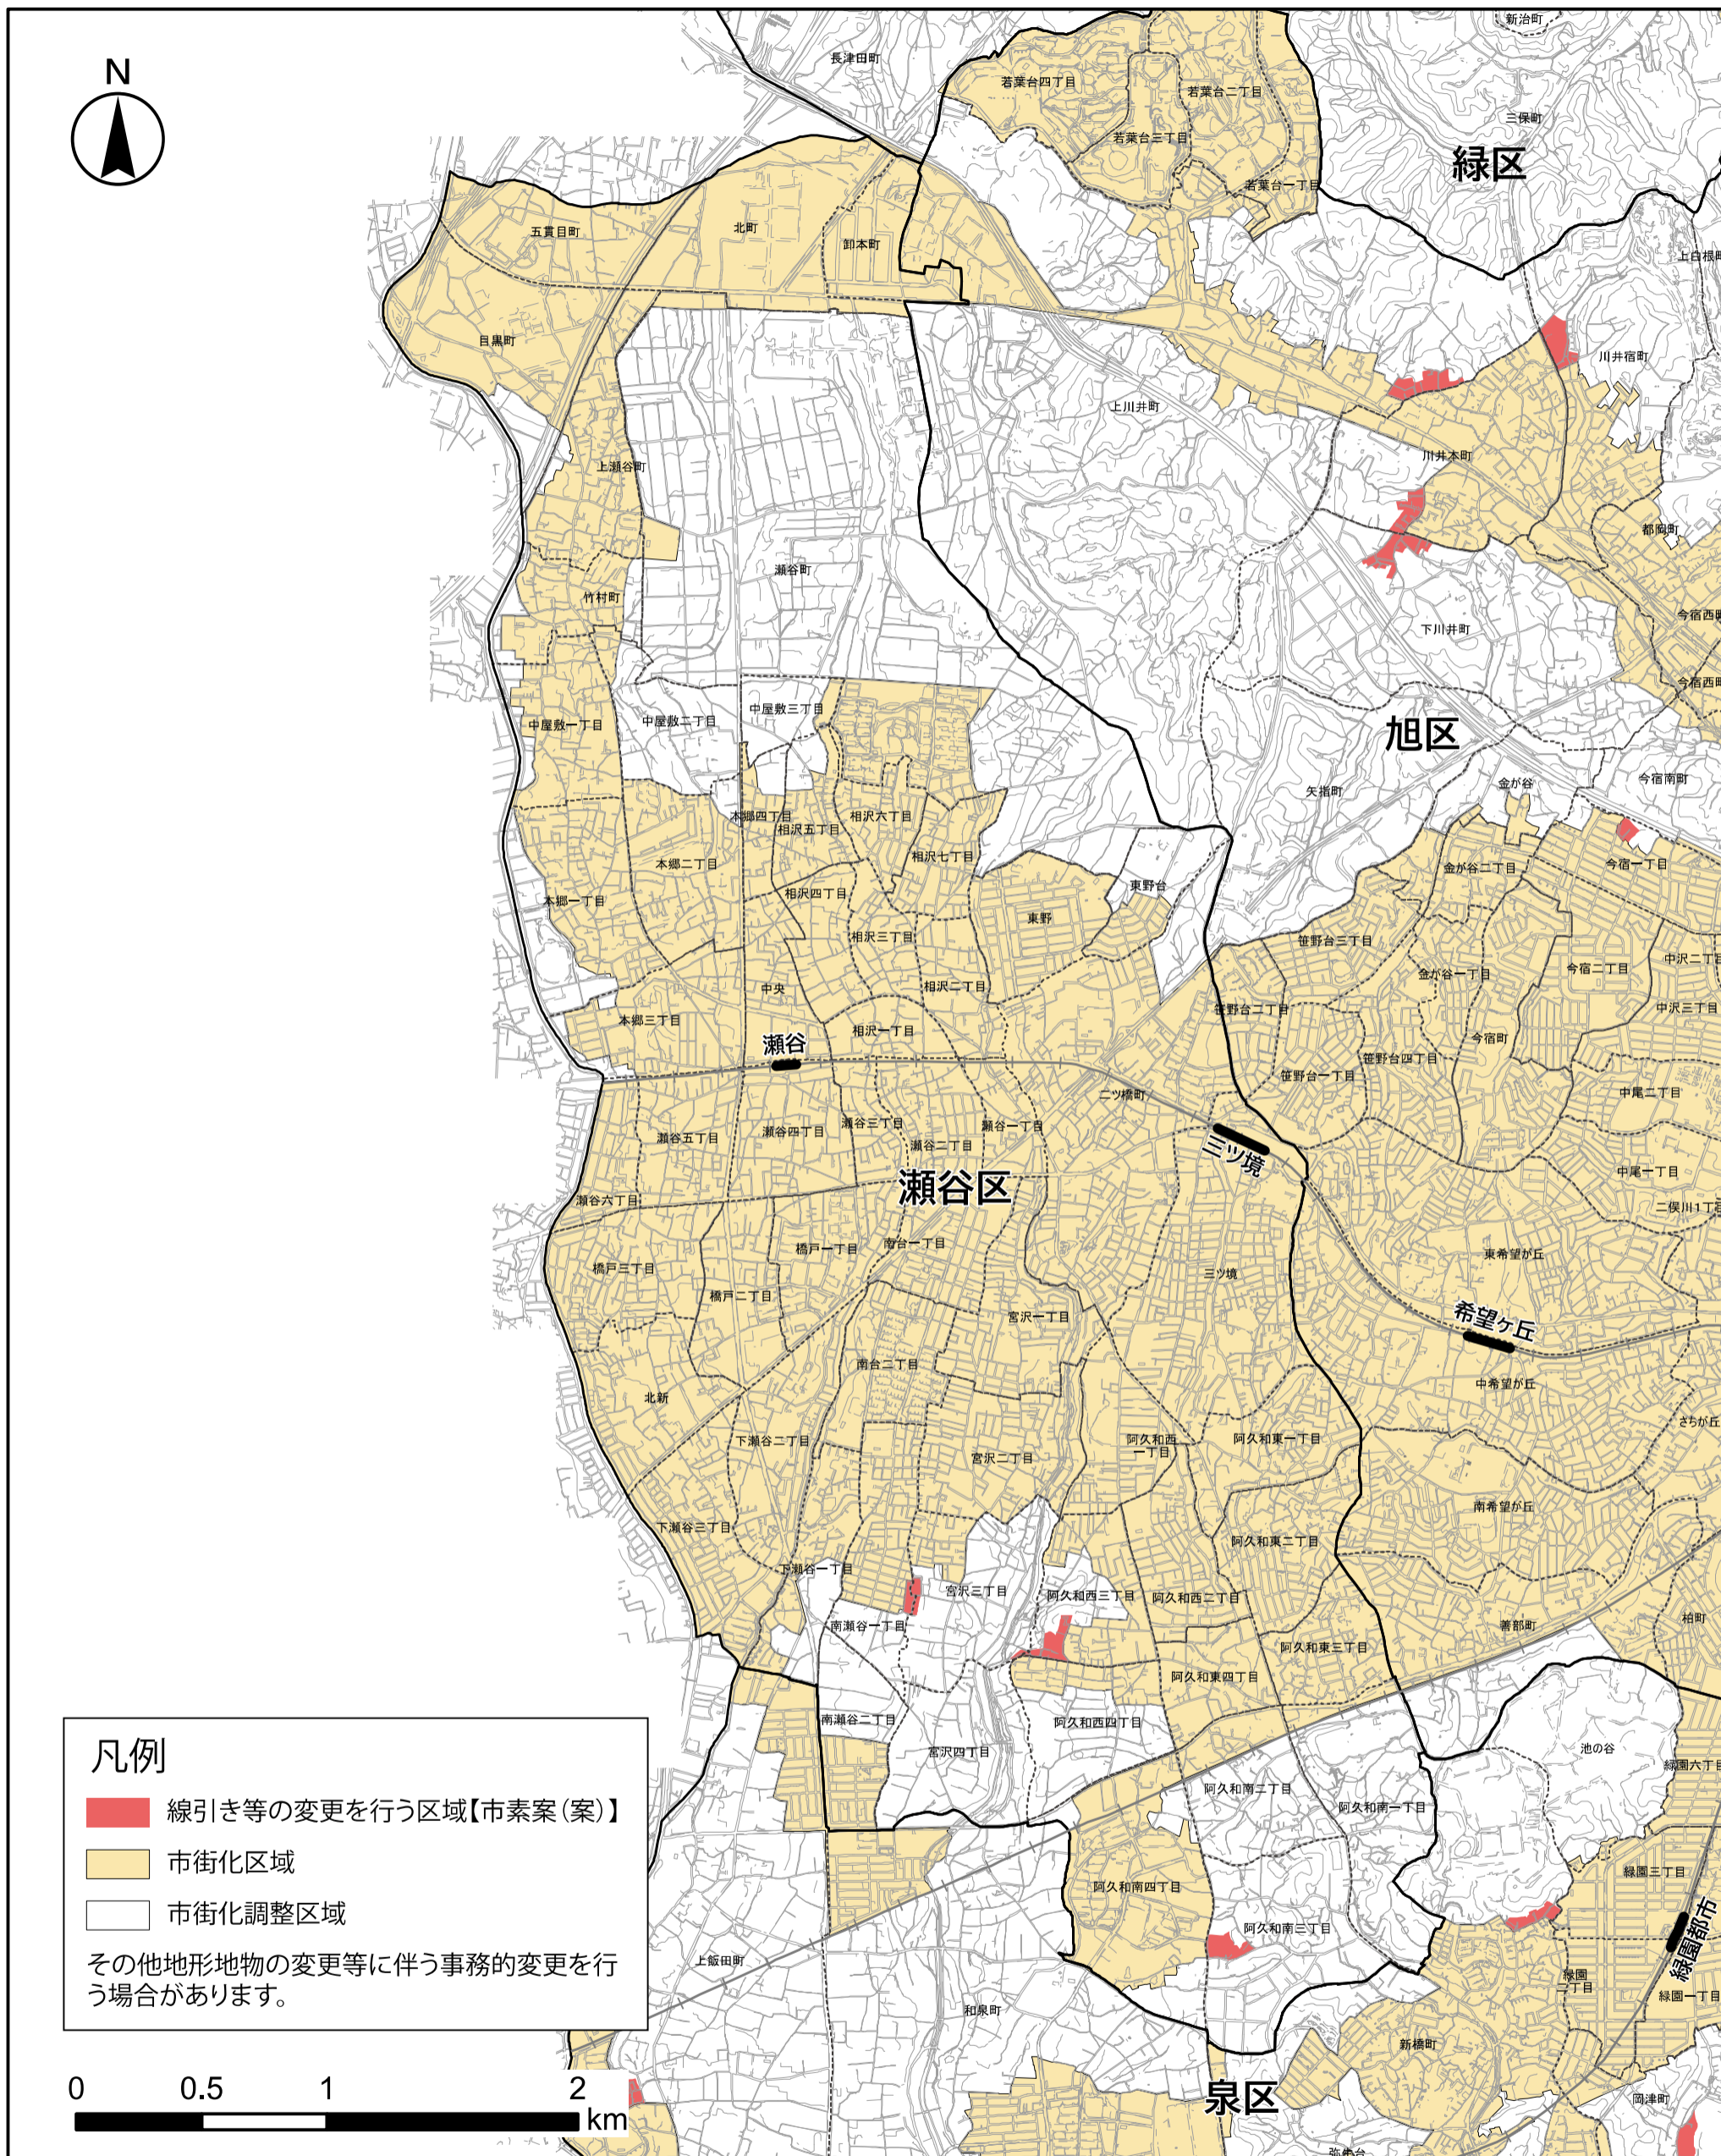 新治町
長津田町
N
若葉台四丁目
若葉台二丁目
三保町
若葉台三丁目
緑区
若葉台一丁目
北町
五貫目町
卸本町
上白根町
目黒町
川井宿町
上川井町
川井本町
上瀬谷町
都岡町
瀬谷町
竹村町
今宿西町
下川井町
今宿西町
中屋敷三丁目
中屋敷二丁目
中屋敷一丁目
旭区
今宿南町
金が谷
矢指町
本郷四丁目
相沢六丁目
相沢五丁目
相沢七丁目
本郷二丁目
金が谷二丁目
今宿一丁目
東野台
相沢四丁目
本郷一丁目
東野
相沢三丁目
笹野台三丁目
中沢二丁目
今宿二丁目
金が谷一丁目
中央
相沢二丁目
中沢三丁目
笹野台二丁目
本郷三丁目
相沢一丁目
今宿町
瀬谷
笹野台四丁目
笹野台一丁目
二ツ橋町
中尾二丁目
瀬谷三丁目
瀬谷一丁目
瀬谷四丁目
瀬谷五丁目
瀬谷二丁目
三ツ境
中尾一丁目
瀬谷区
瀬谷六丁目
二俣川1丁目
南台一丁目
橋戸一丁目
東希望が丘
橋戸三丁目
三ツ境
橋戸二丁目
宮沢一丁目
希望ヶ丘
南台二丁目
中希望が丘
北新
さちが丘
下瀬谷二丁目
阿久和西
一丁目
阿久和東一丁目
宮沢二丁目
南希望が丘
下瀬谷三丁目
阿久和東二丁目
下瀬谷一丁目
宮沢三丁目
阿久和西三丁目
阿久和西二丁目
柏町
南瀬谷一丁目
善部町
阿久和東三丁目
阿久和東四丁目
南瀬谷二丁目
阿久和西四丁目
宮沢四丁目
池の谷
緑園六丁目
阿久和南二丁目
阿久和南一丁目
凡例
線引き等の変更を行う区域【市素案(案)】
市街化区域
市街化調整区域
その他地形地物の変更等に伴う事務的変更を行
う場合があります。
緑園三丁目
阿久和南四丁目
阿久和南三丁目
緑園都市
上飯田町
緑園
二丁目
緑園一丁目
和泉町
新橋町
泉区
岡津町
弥生台
0 0.5 1 2
km